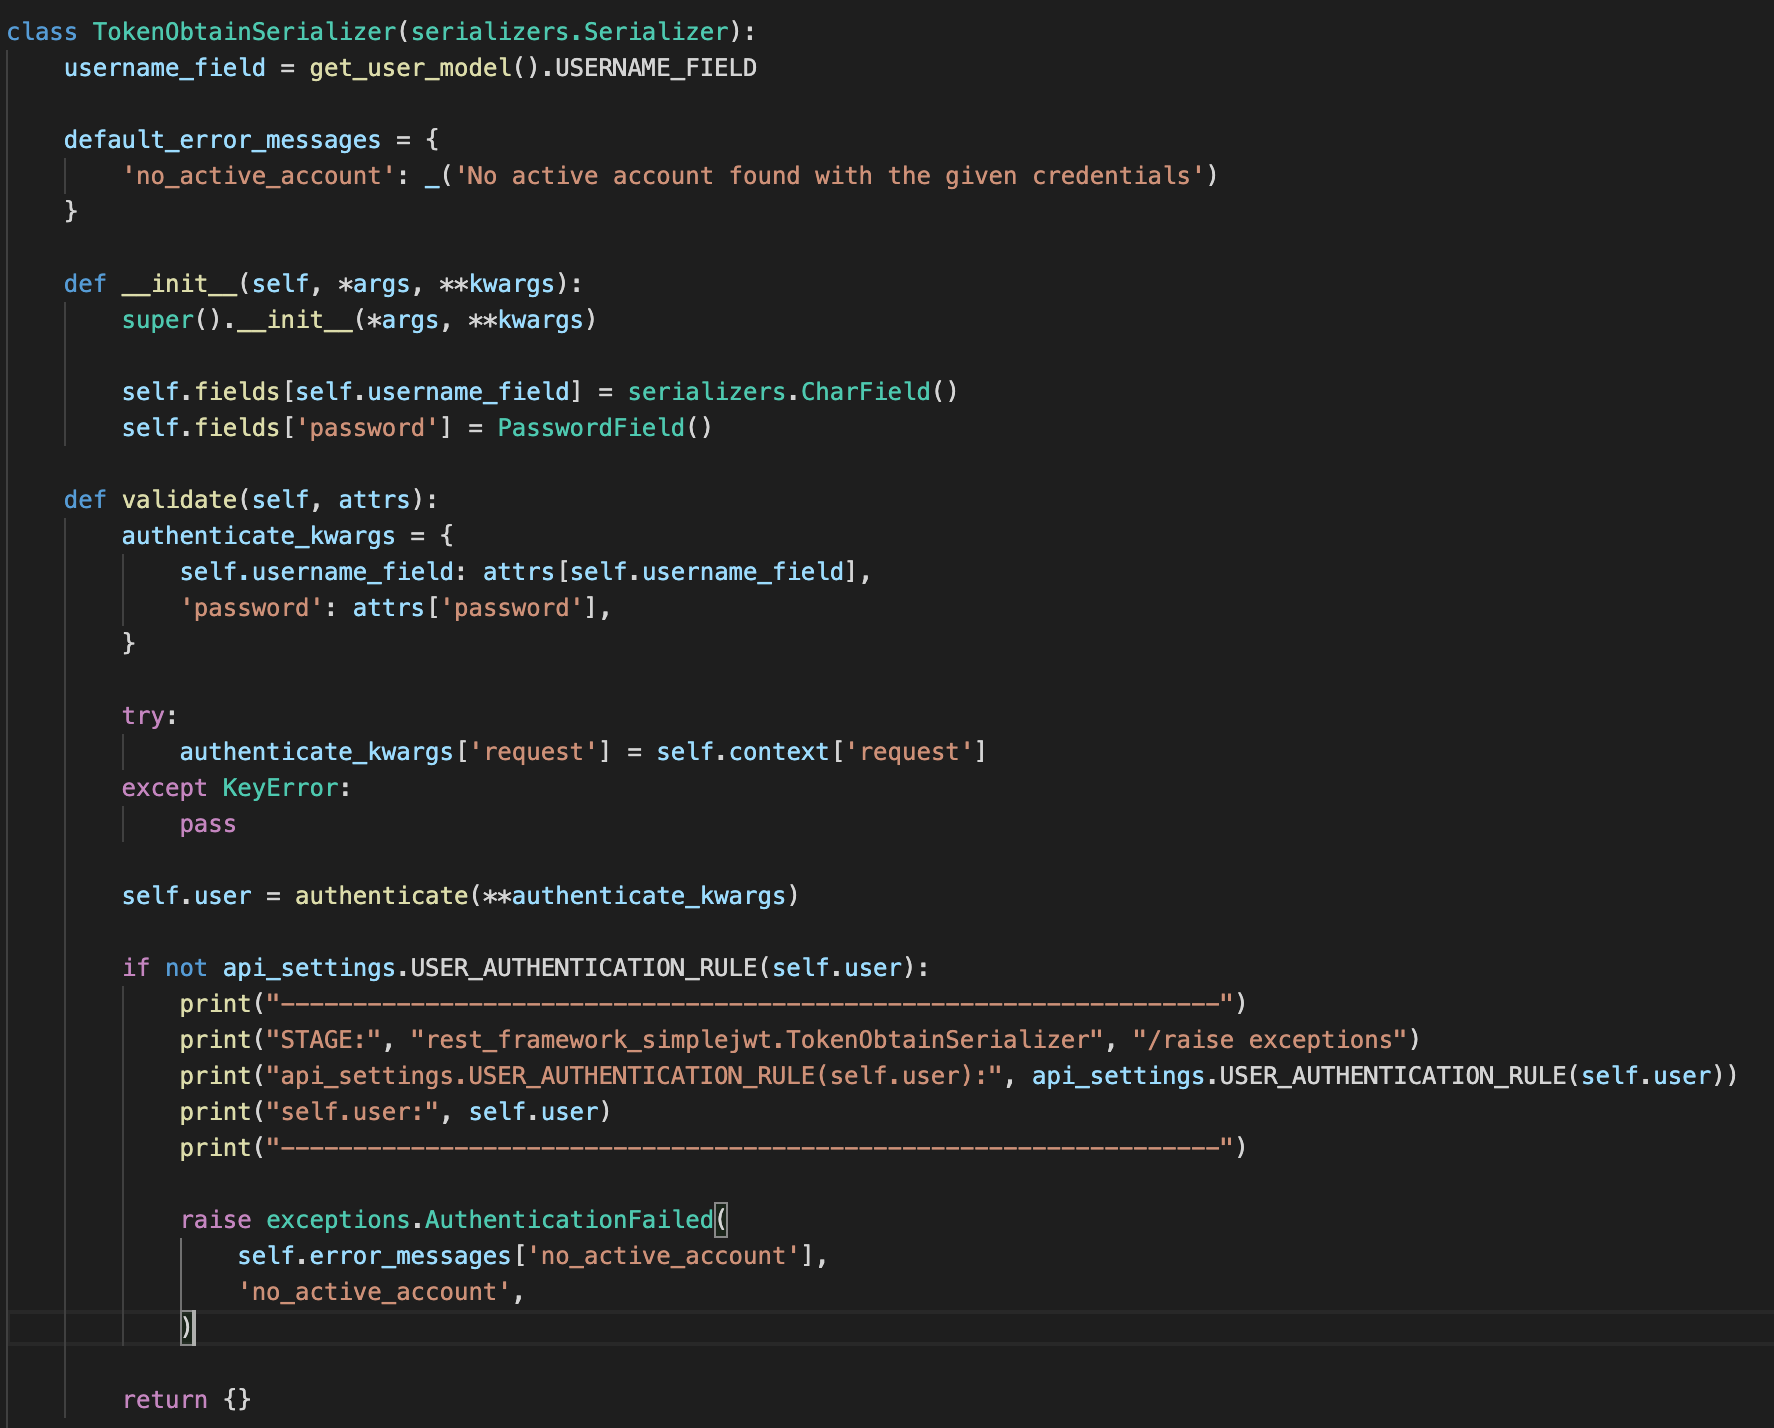 class TokenObtainSerializer(serializers.Serializer):
    username_field = get_user_model().USERNAME_FIELD

    default_error_messages = {
        'no_active_account': _('No active account found with the given credentials')
    }

    def __init__(self, *args, **kwargs):
        super().__init__(*args, **kwargs)

        self.fields[self.username_field] = serializers.CharField()
        self.fields['password'] = PasswordField()

    def validate(self, attrs):
        authenticate_kwargs = {
            self.username_field: attrs[self.username_field],
            'password': attrs['password'],
        }

        try:
            authenticate_kwargs['request'] = self.context['request']
        except KeyError:
            pass

        self.user = authenticate(**authenticate_kwargs)

        if not api_settings.USER_AUTHENTICATION_RULE(self.user):
            print("-----------------------------------------------------------------")
            print("STAGE:", "rest_framework_simplejwt.TokenObtainSerializer", "/raise exceptions")
            print("api_settings.USER_AUTHENTICATION_RULE(self.user):", api_settings.USER_AUTHENTICATION_RULE(self.user))
            print("self.user:", self.user)
            print("-----------------------------------------------------------------")

            raise exceptions.AuthenticationFailed(
                self.error_messages['no_active_account'],
                'no_active_account',
            )

        return {}